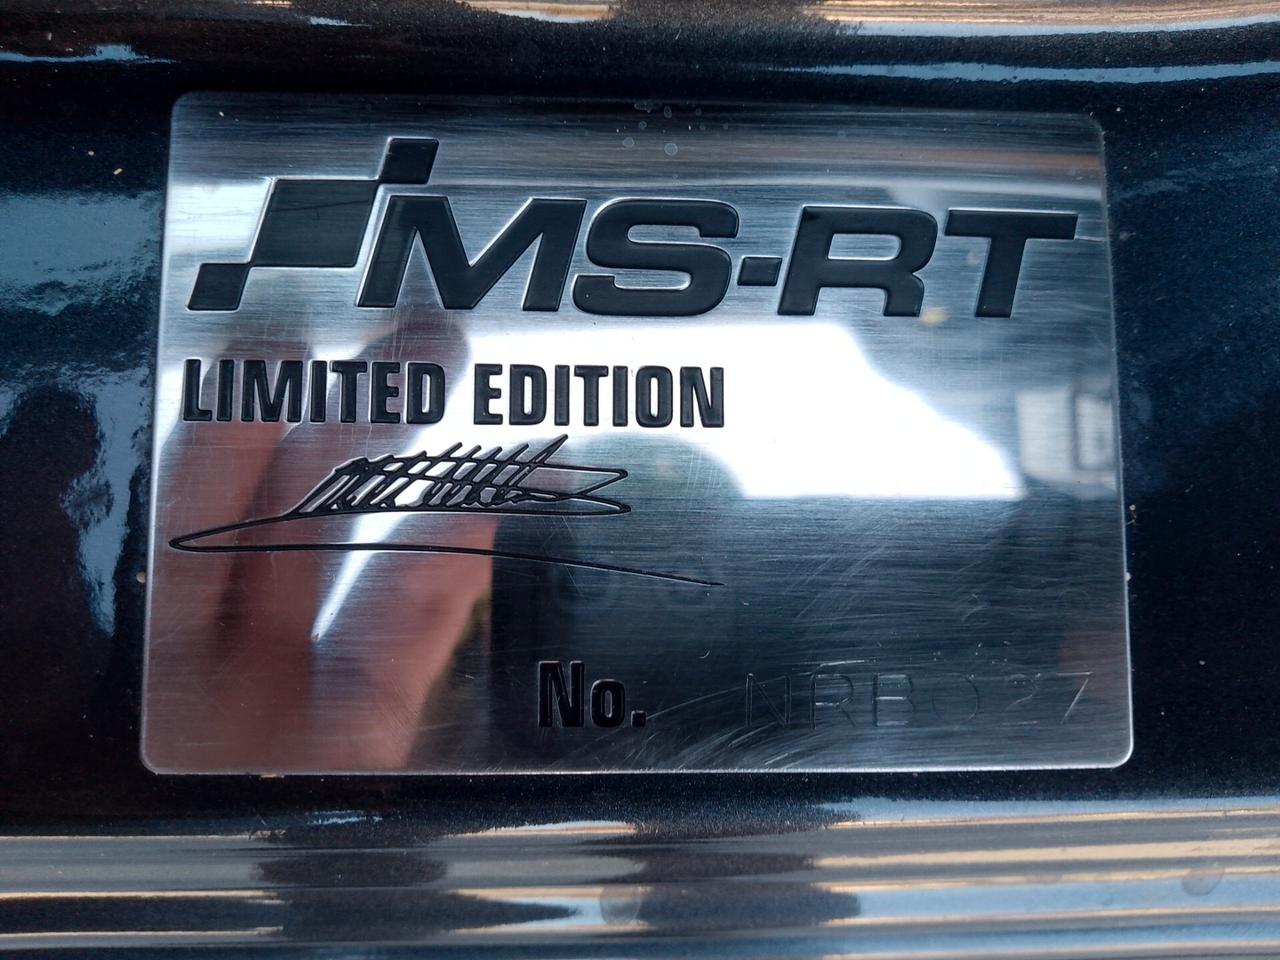 MS-RT
LIMITED EDITION
No. NRB027